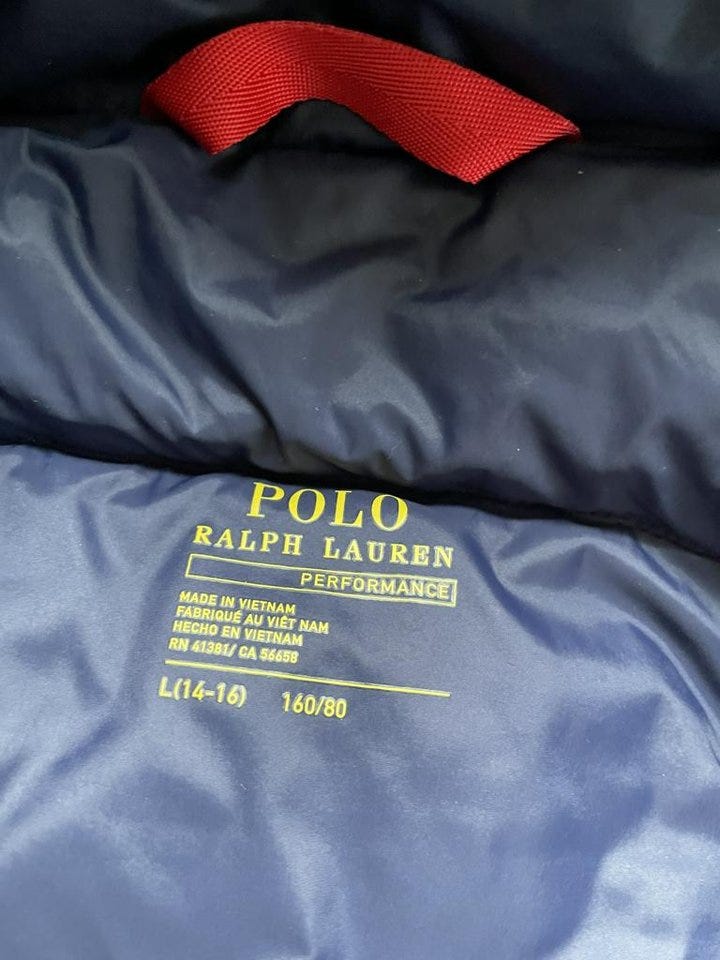 POLO
RALPH LAUREN
PERFORMANCE
MADE IN VIETNAM
FABRIQUÉ AU VIÊT NAM
HECHO EN VIETNAM
RN 41381/ CA 56658
L(14-16) 160/80